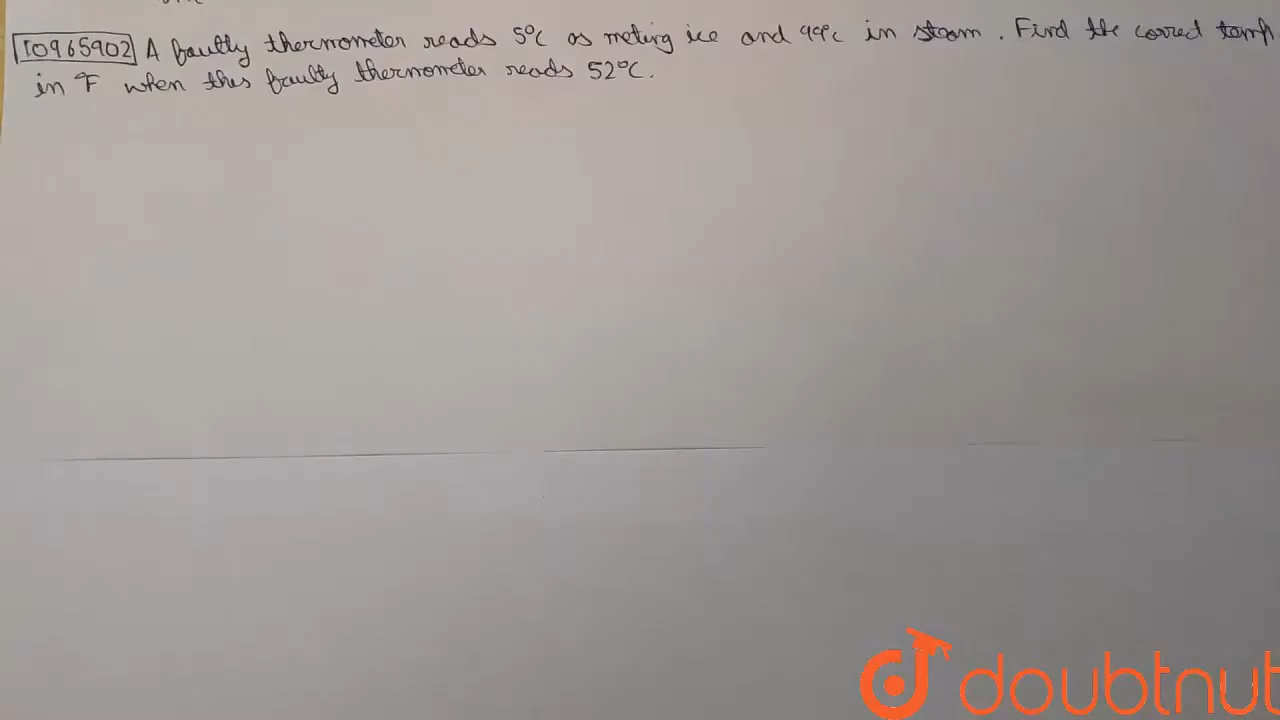 10965902 A faulty thermometer reads 5°C as melting ice and 99°C in steam. Find the correct temp
in °F when this faulty thermometer reads 52°C.
doubtnut